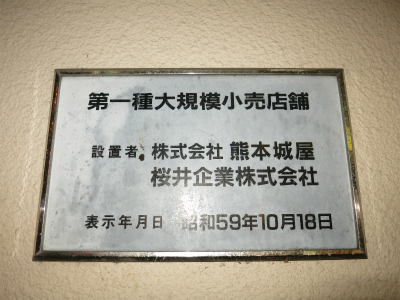 第一種大規模小売店舗
設置者 株式会社 熊本城屋
桜井企業株式会社
表示年月日 昭和59年10月18日